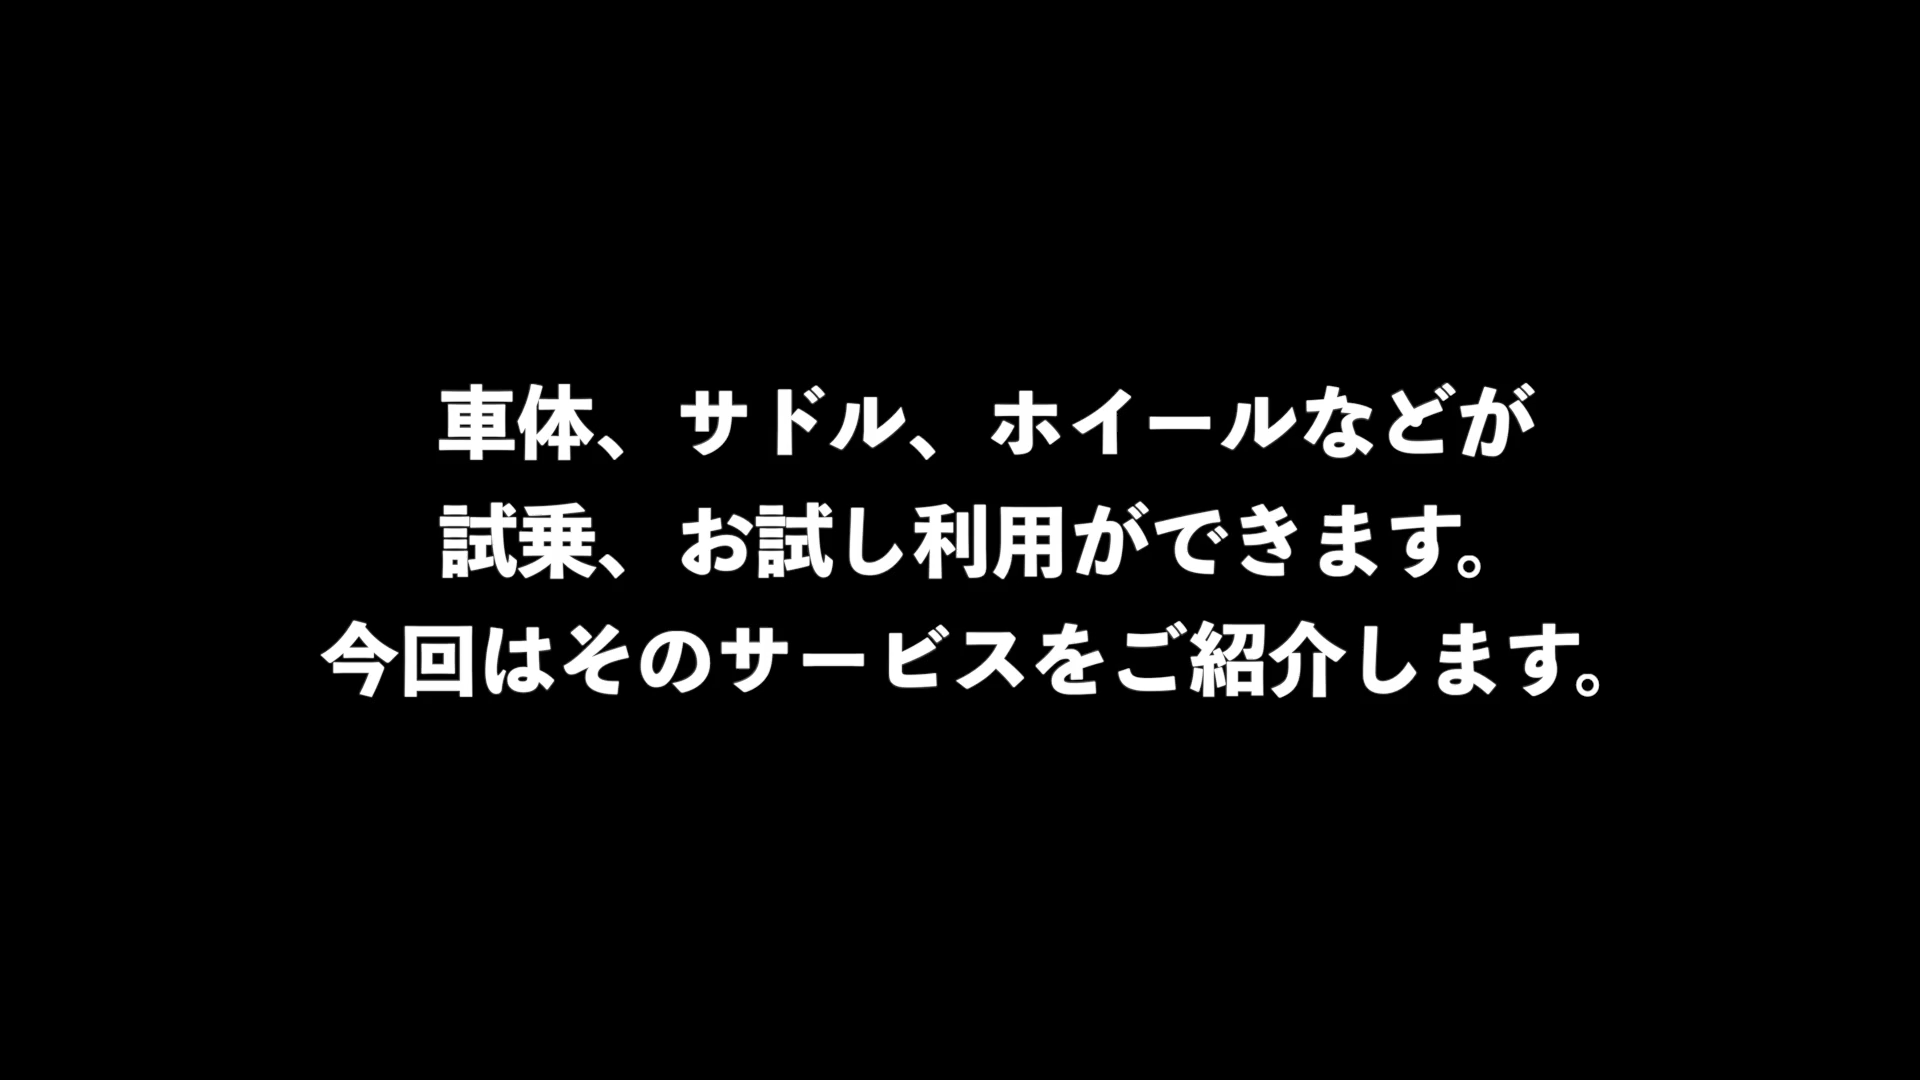 車体、サドル、ホイールなどが
試乗、お試し利用ができます。
今回はそのサービスをご紹介します。